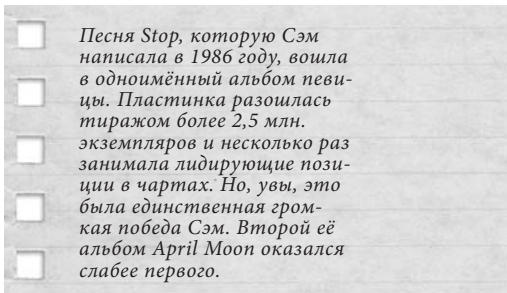 Песня Stop, которую Сэм
написала в 1986 году, вошла
в одноимённый альбом певи-
цы. Пластинка разошлась
тиражом более 2,5 млн.
экземпляров и несколько раз
занимала лидирующие пози-
ции в чартах. Но, увы, это
была единственная гром-
кая победа Сэм. Второй её
альбом April Moon оказался
слабее первого.